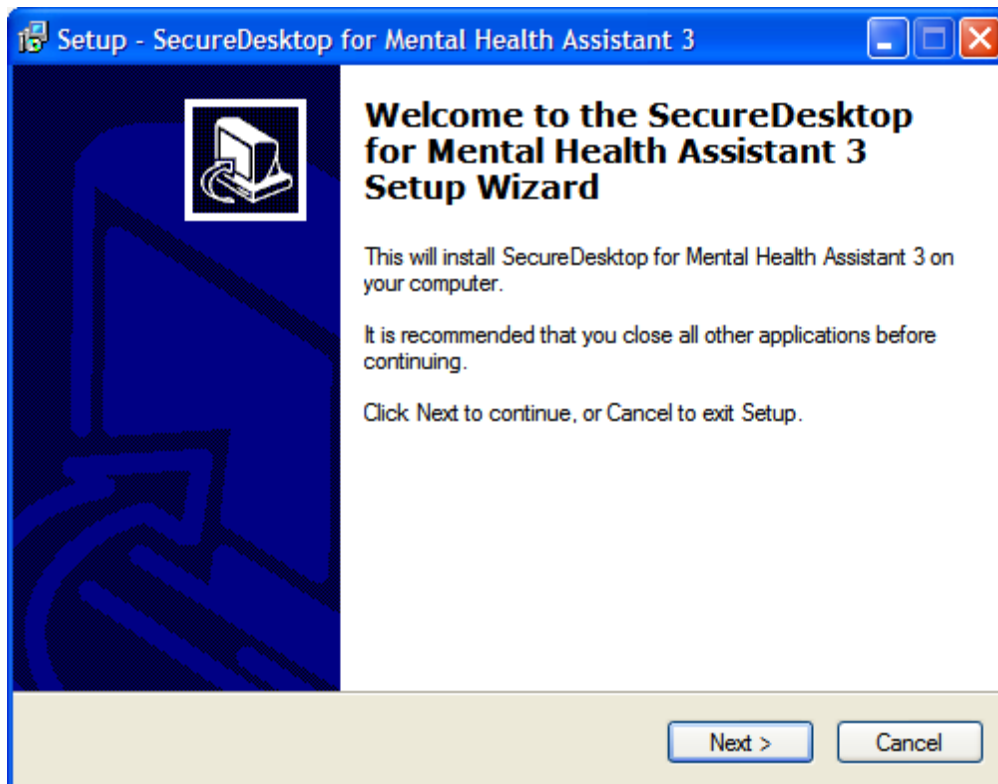 Setup - SecureDesktop for Mental Health Assistant 3
Welcome to the SecureDesktop
for Mental Health Assistant 3
Setup Wizard
This will install SecureDesktop for Mental Health Assistant 3 on
your computer.
It is recommended that you close all other applications before
continuing.
Click Next to continue, or Cancel to exit Setup.
Next >
Cancel